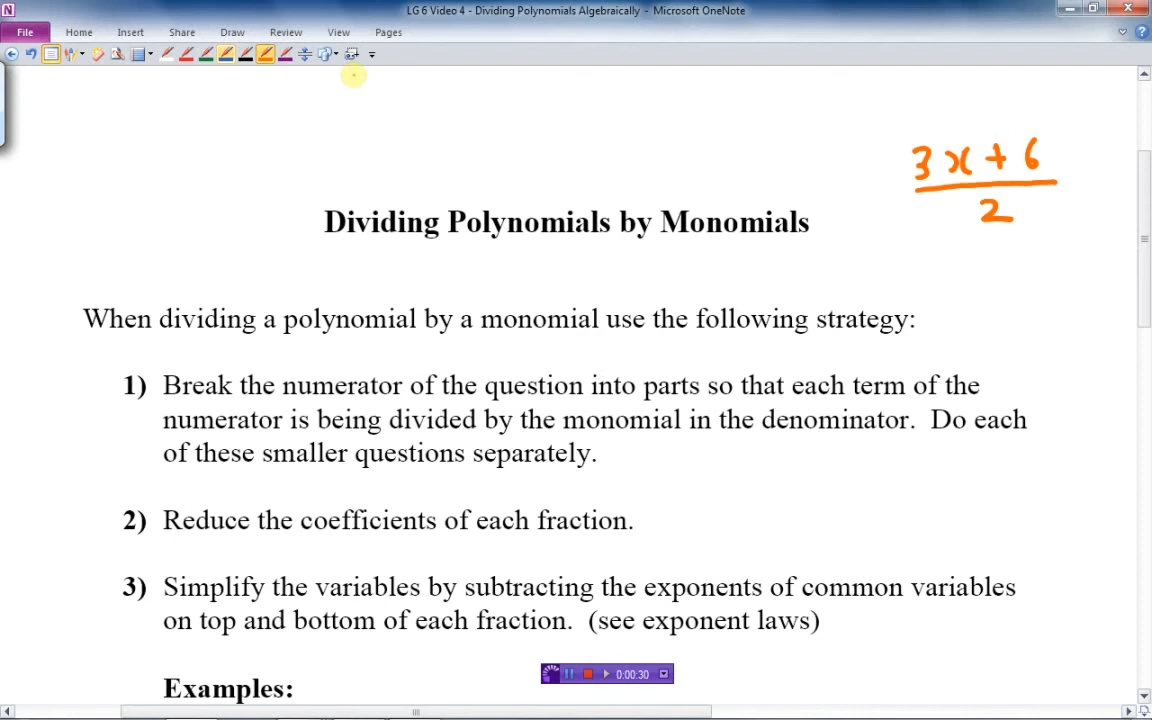 LG 6 Video 4 - Dividing Polynomials Algebraically - Microsoft OneNote
File Home Insert Share Draw Review View Pages
3x + 6
2
Dividing Polynomials by Monomials
When dividing a polynomial by a monomial use the following strategy:
1) Break the numerator of the question into parts so that each term of the
numerator is being divided by the monomial in the denominator. Do each
of these smaller questions separately.
2) Reduce the coefficients of each fraction.
3) Simplify the variables by subtracting the exponents of common variables
on top and bottom of each fraction. (see exponent laws)
0:00:30
Examples: